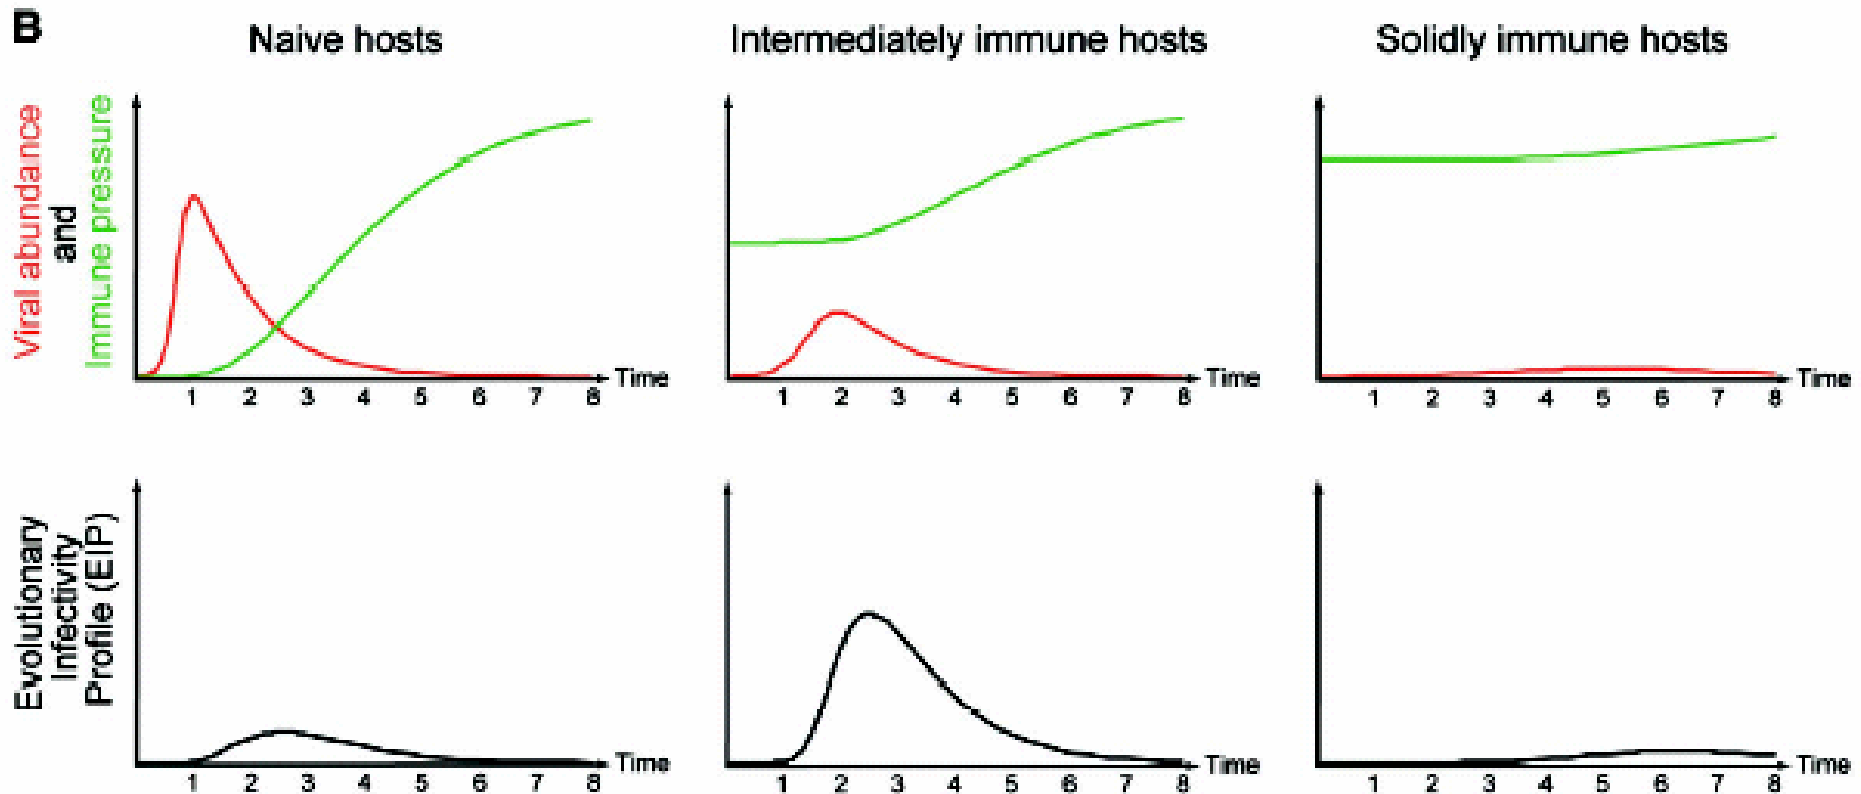 B
Naive hosts
Intermediately immune hosts
Solidly immune hosts
Viral abundance
and
Immune pressure
1 2 3 4 5 6 7 8 Time
1 2 3 4 5 6 7 8 Time
1 2 3 4 5 6 7 8 Time
Evolutionary
Infectivity
Profile (EIP)
1 2 3 4 5 6 7 8 Time
1 2 3 4 5 6 7 8 Time
1 2 3 4 5 6 7 8 Time